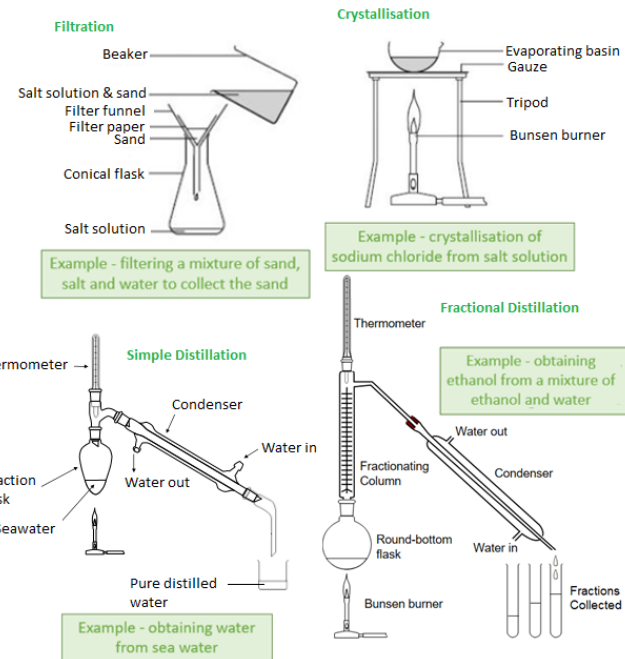 Filtration
Beaker
Salt solution & sand
Filter funnel
Filter paper
Sand
Conical flask
Salt solution
Example - filtering a mixture of sand,
salt and water to collect the sand
Crystallisation
Evaporating basin
Gauze
Tripod
Bunsen burner
Example - crystallisation of
sodium chloride from salt solution
Simple Distillation
ermometer
Condenser
Water in
Water out
action
sk
Seawater
Pure distilled
water
Example - obtaining water
from sea water
Fractional Distillation
Thermometer
Example - obtaining
ethanol from a mixture of
ethanol and water
Water out
Condenser
Fractionating
Column
Water in
Round-bottom
flask
Bunsen burner
Fractions
Collected